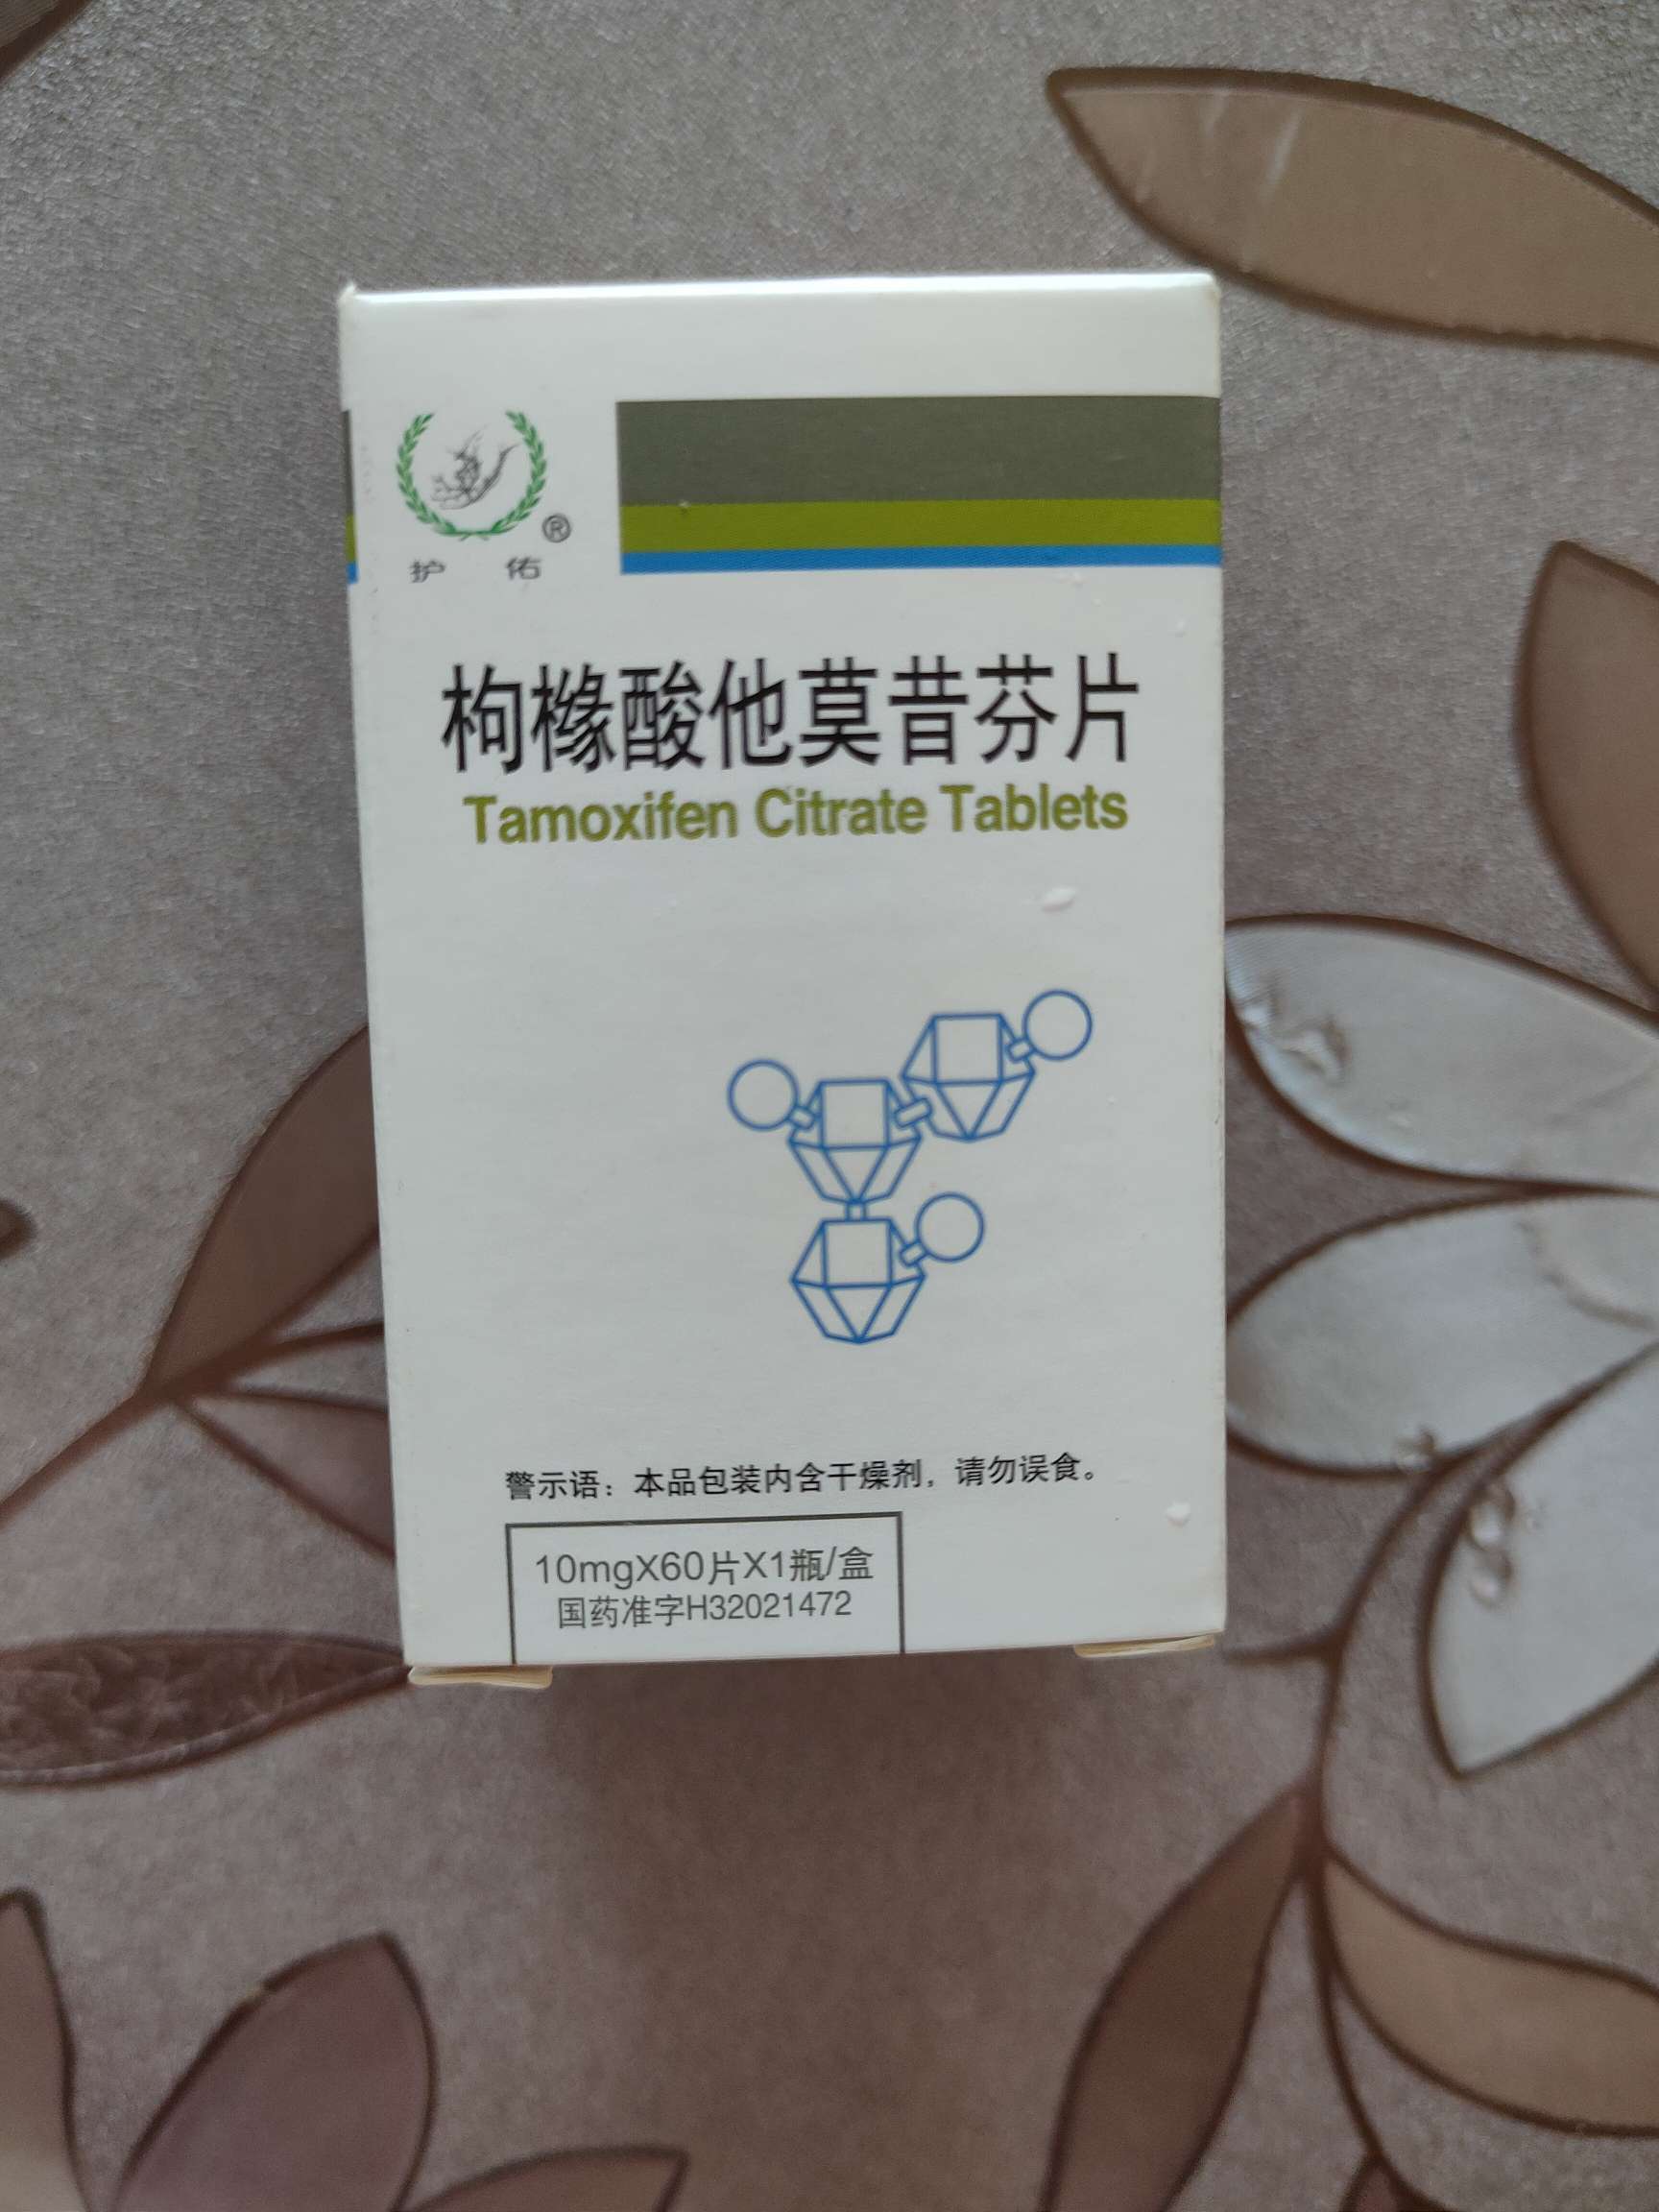 ®
护佑
枸橼酸他莫昔芬片
Tamoxifen Citrate Tablets
警示语：本品包装内含干燥剂，请勿误食。
10mgX60片X1瓶/盒
国药准字H32021472